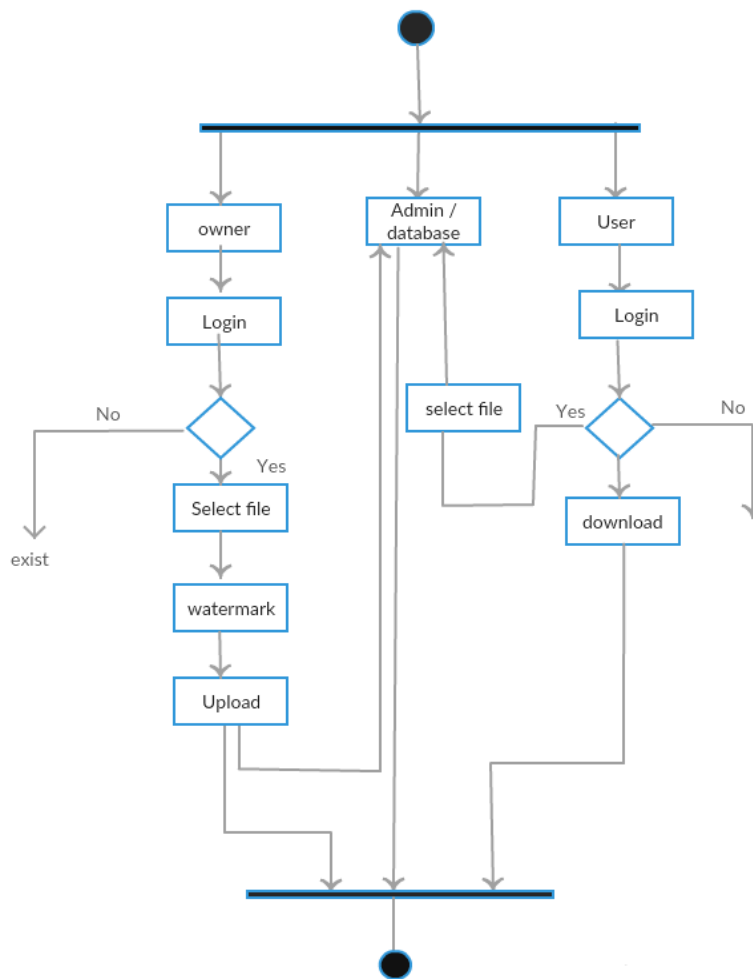 owner
Admin /
database
User
Login
Login
No
select file
Yes
No
Yes
Select file
download
exist
watermark
Upload